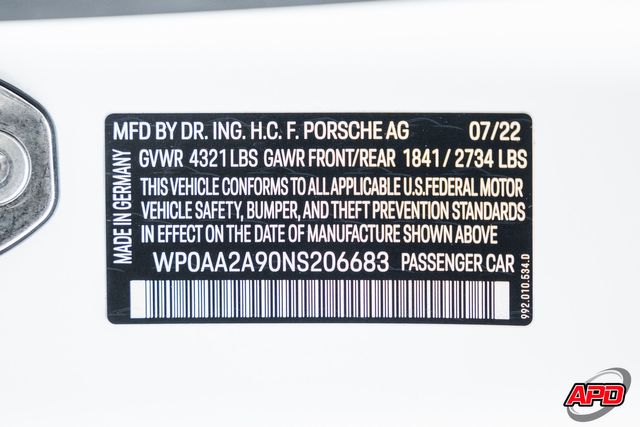 MFD BY DR. ING. H.C. F. PORSCHE AG 07/22
GVWR 4321 LBS GAWR FRONT/REAR 1841 / 2734 LBS
THIS VEHICLE CONFORMS TO ALL APPLICABLE U.S.FEDERAL MOTOR
VEHICLE SAFETY, BUMPER, AND THEFT PREVENTION STANDARDS
IN EFFECT ON THE DATE OF MANUFACTURE SHOWN ABOVE
WP0AA2A90NS206683 PASSENGER CAR
MADE IN GERMANY
992.010.534.D
APD